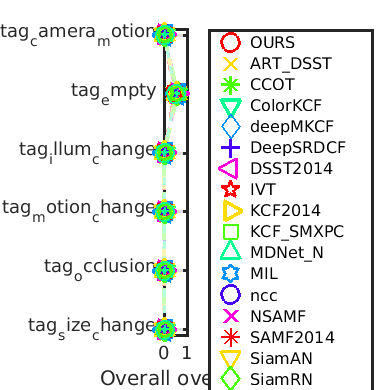 tag_camera_motion
tag_empty
tag_illum_change
tag_motion_change
tag_occlusion
tag_size_change
0 1
Overall ove
OURS
ART_DSST
CCOT
ColorKCF
deepMKCF
DeepSRDCF
DSST2014
IVT
KCF2014
KCF_SMXPC
MDNet_N
MIL
ncc
NSAMF
SAMF2014
SiamAN
SiamRN